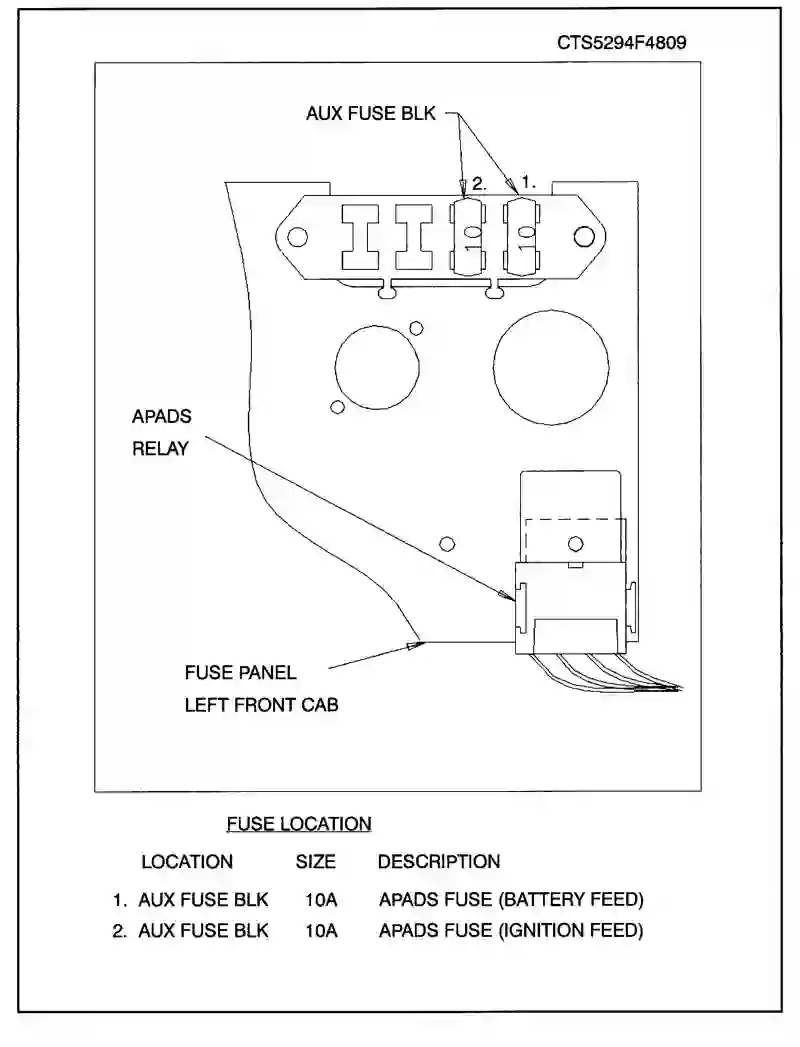 CTS5294F4809
AUX FUSE BLK
2. 1.
10 10
APADS
RELAY
FUSE PANEL
LEFT FRONT CAB
FUSE LOCATION
LOCATION SIZE DESCRIPTION
1. AUX FUSE BLK 10A APADS FUSE (BATTERY FEED)
2. AUX FUSE BLK 10A APADS FUSE (IGNITION FEED)